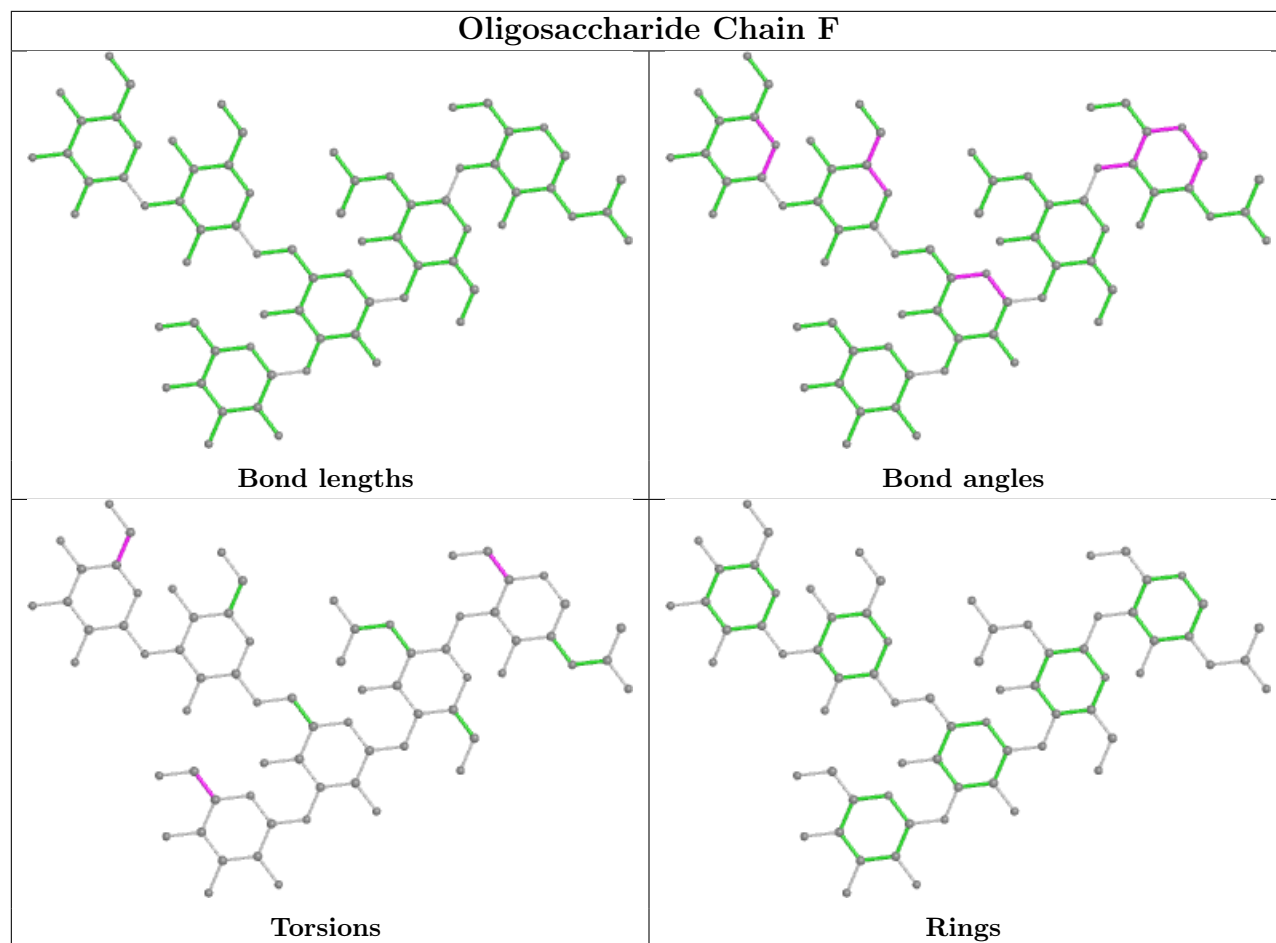 Oligosaccharide Chain F
Bond lengths
Bond angles
Torsions
Rings